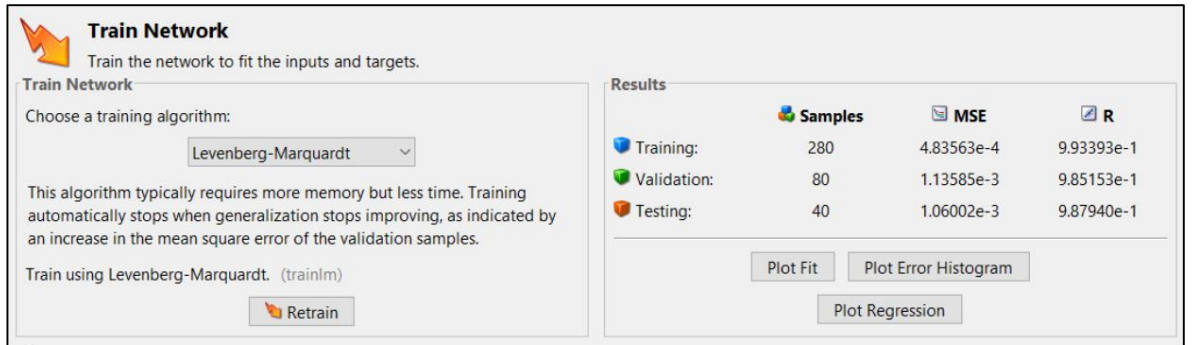 Train Network
Train the network to fit the inputs and targets.
Train Network
Choose a training algorithm:
Levenberg-Marquardt
This algorithm typically requires more memory but less time. Training
automatically stops when generalization stops improving, as indicated by
an increase in the mean square error of the validation samples.
Train using Levenberg-Marquardt. (trainlm)
Retrain
Results
Samples MSE R
Training: 280 4.83563e-4 9.93393e-1
Validation: 80 1.13585e-3 9.85153e-1
Testing: 40 1.06002e-3 9.87940e-1
Plot Fit Plot Error Histogram
Plot Regression